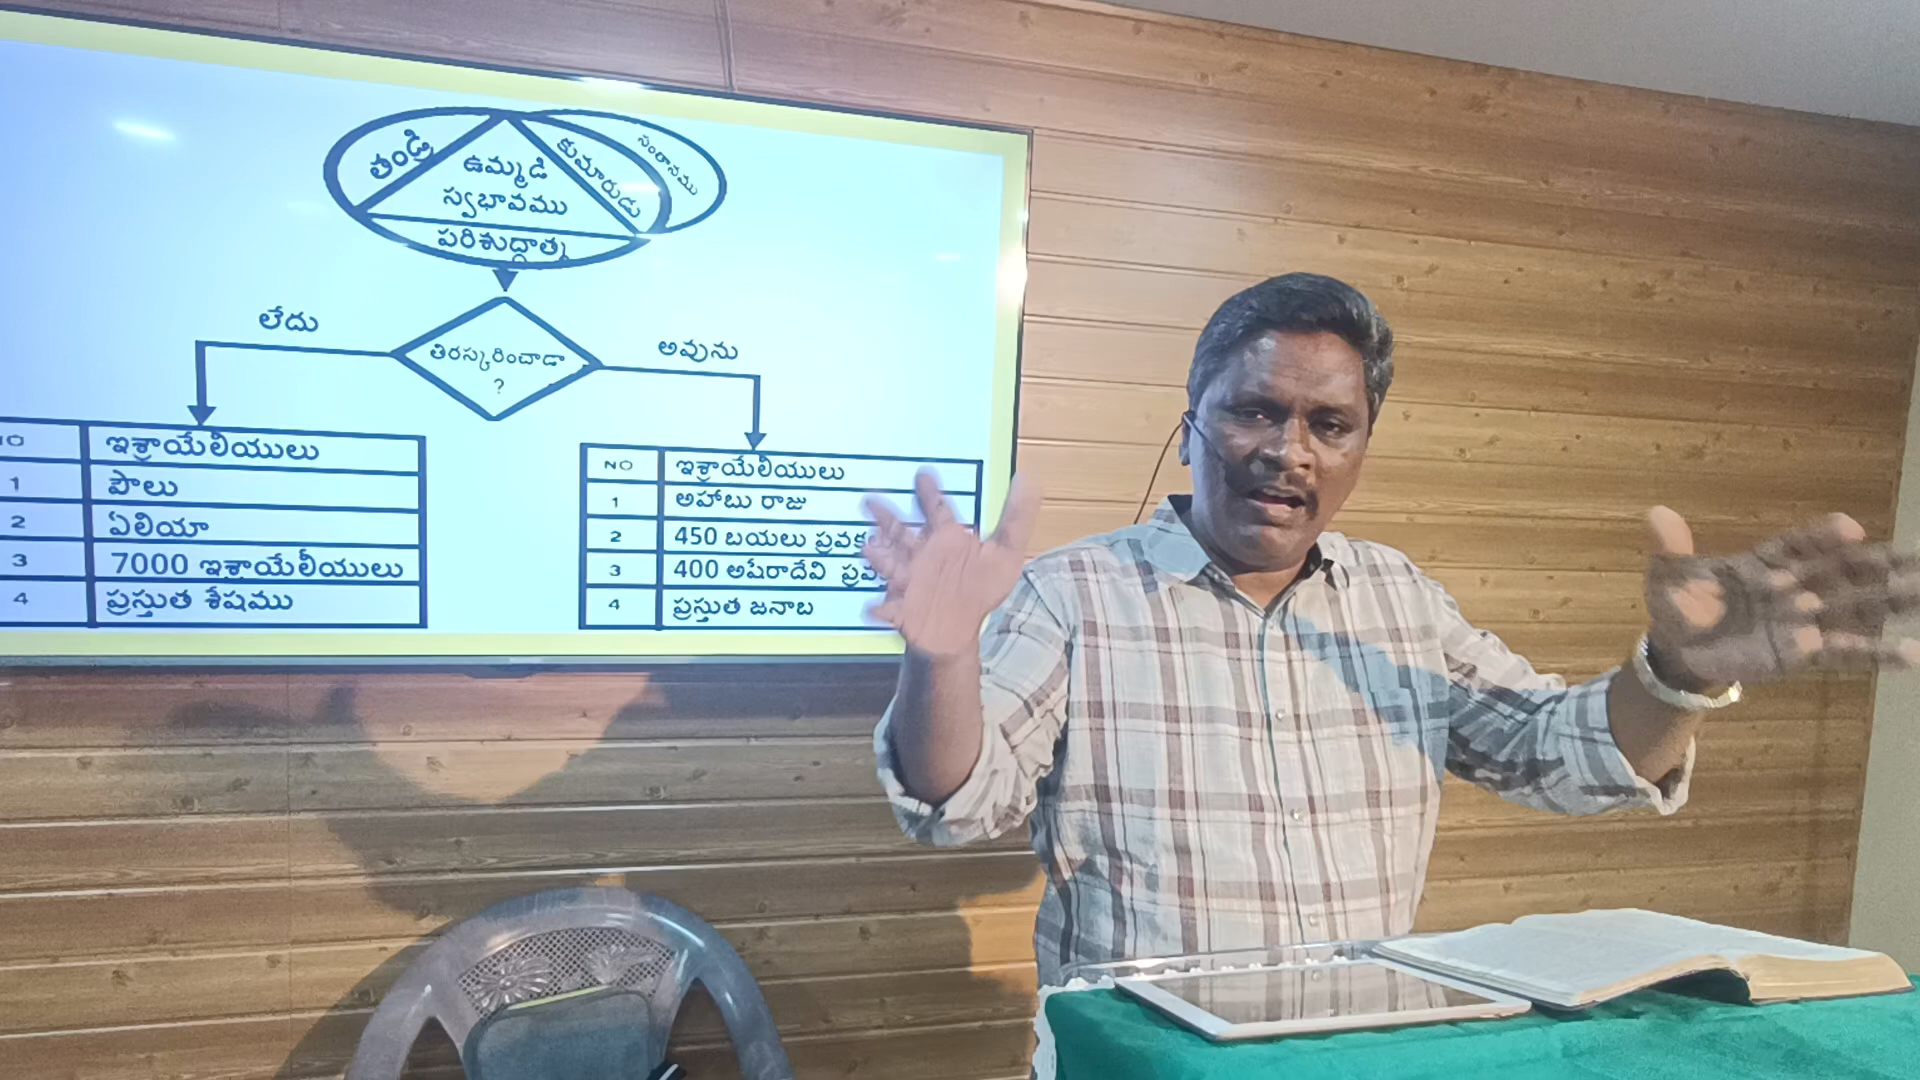 తండ్రి
ఉమ్మడి
స్వభావము
కుమారుడు
సంతానము
పరిశుద్ధాత్మ
తిరస్కరించాడా
?
లేదు
అవును
ఇశ్రాయేలీయులు
1 పౌలు
2 ఏలియా
3 7000 ఇశ్రాయేలీయులు
4 ప్రస్తుత శేషము
NO ఇశ్రాయేలీయులు
1 అహాబు రాజు
2 450 బయలు
3 400 అషేరాదేవి
4 ప్రస్తుత